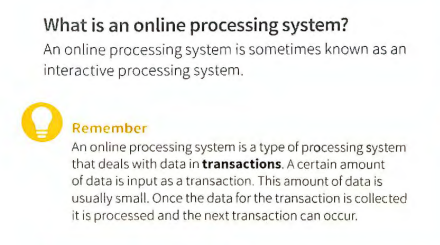 What is an online processing system?
An online processing system is sometimes known as an
interactive processing system.
Remember
An online processing system is a type of processing system
that deals with data in transactions. A certain amount
of data is input as a transaction. This amount of data is
usually small. Once the data for the transaction is collected
it is processed and the next transaction can occur.